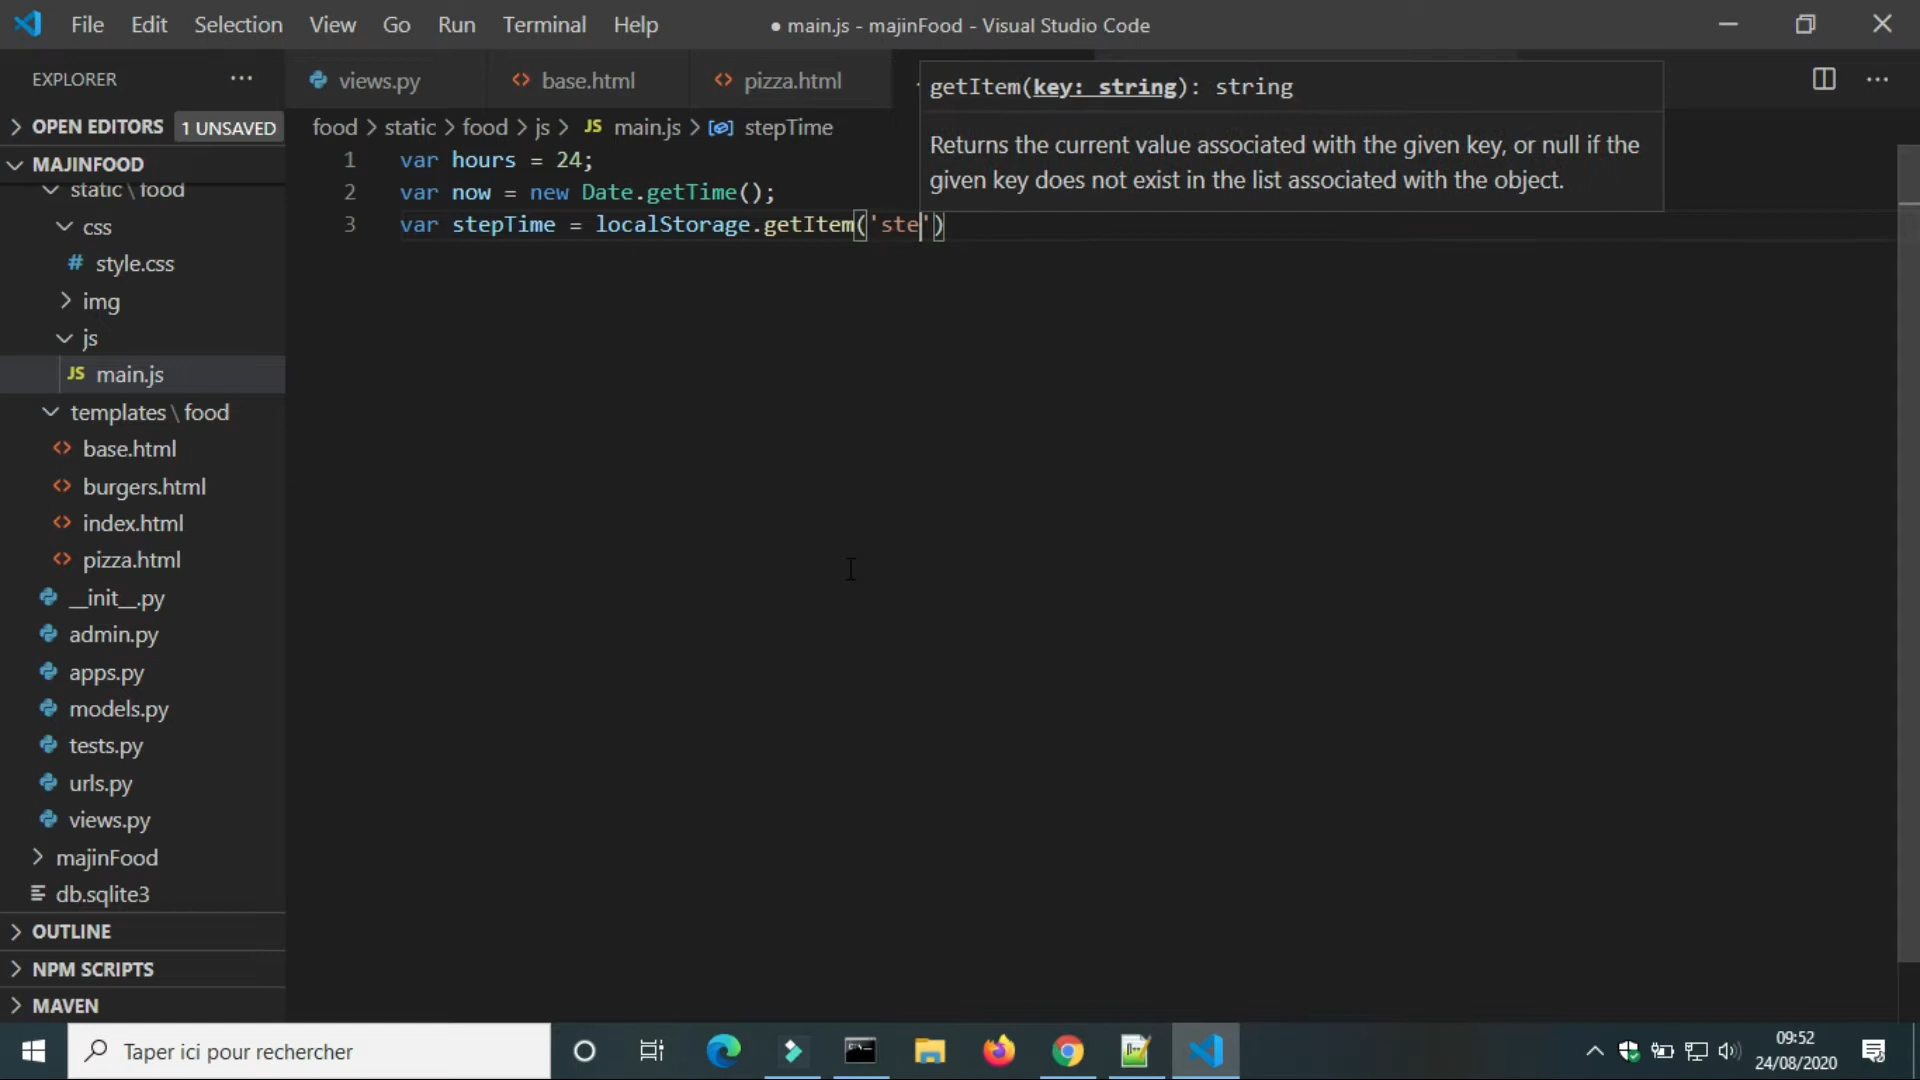 File Edit Selection View Go Run Terminal Help
● main.js - majinFood - Visual Studio Code
EXPLORER ···
views.py
base.html
pizza.html
OPEN EDITORS 1 UNSAVED
MAJINFOOD
static \ food
css
# style.css
img
js
JS main.js
templates \ food
base.html
burgers.html
index.html
pizza.html
__init__.py
admin.py
apps.py
models.py
tests.py
urls.py
views.py
majinFood
db.sqlite3
OUTLINE
NPM SCRIPTS
MAVEN
food > static > food > js > JS main.js > stepTime
1 var hours = 24;
2 var now = new Date.getTime();
3 var stepTime = localStorage.getItem('ste')
getItem(key: string): string
Returns the current value associated with the given key, or null if the
given key does not exist in the list associated with the object.
Taper ici pour rechercher
09:52
24/08/2020